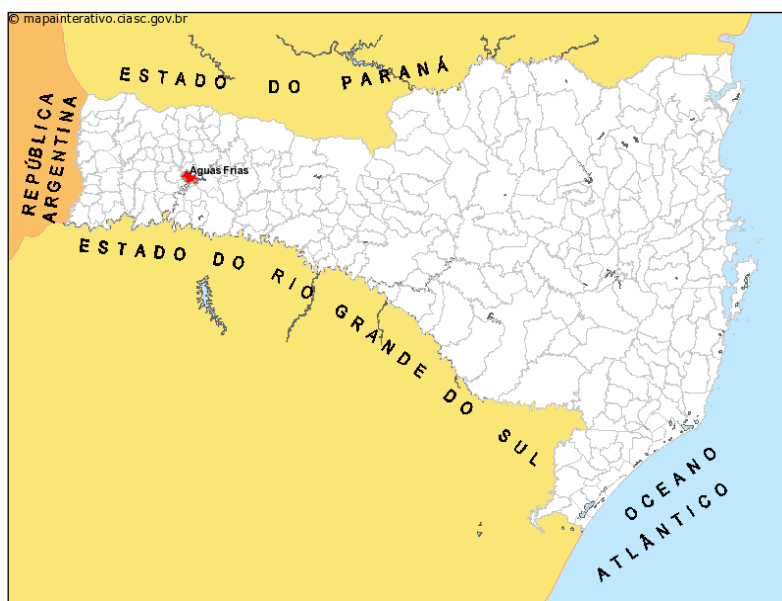 © mapainterativo.ciasc.gov.br
ESTADO DO PARANÁ
REPÚBLICA
ARGENTINA
Águas Frias
ESTADO DO RIO GRANDE DO SUL
OCEANO
ATLÂNTICO